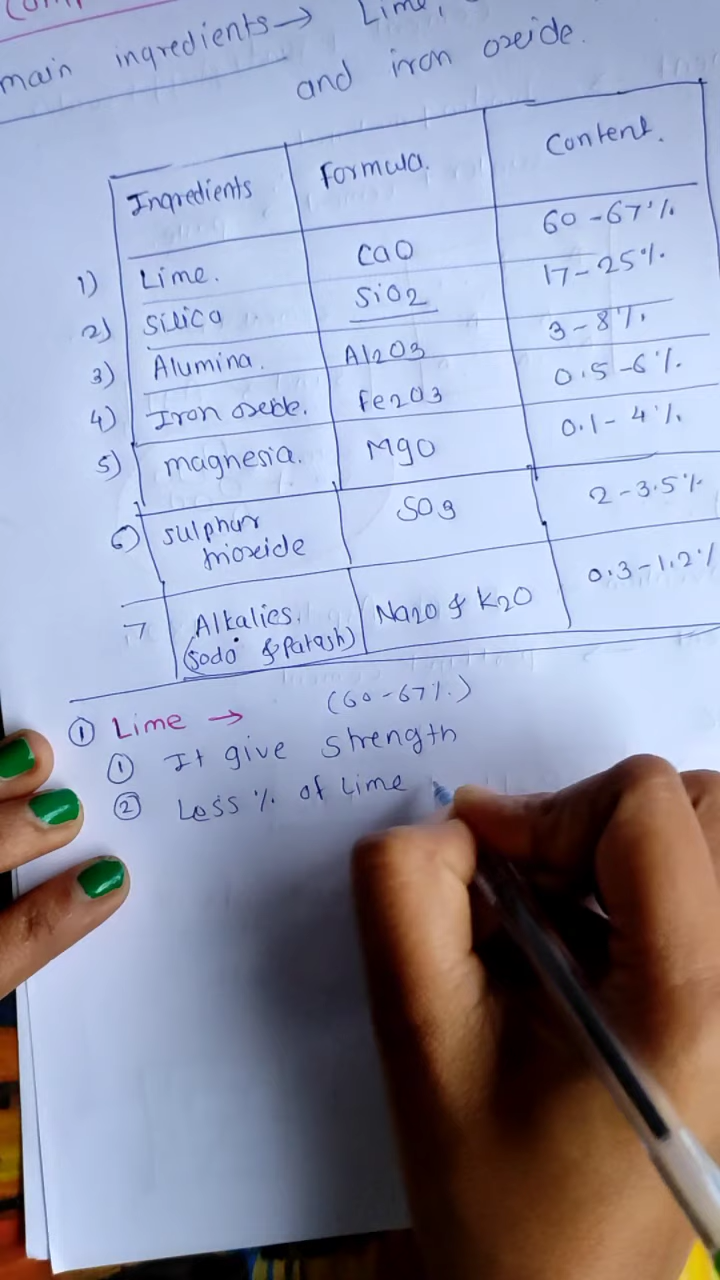 main ingredients → Lime,
and iron oxide.
Ingredients Formula. Content.
1) Lime. CaO 60-67%
2) Silica SiO2 17-25%
3) Alumina. Al2O3 3-8%
4) Iron oxide. Fe2O3 0.5-6%
5) magnesia. MgO 0.1-4%
6) Sulphur trioxide SO3 2-3.5%
7 Alkalies. (Soda & Patash) Na2O & K2O 0.3-1.2%
① Lime → (60-67%)
① It give Strength
② Less % of Lime